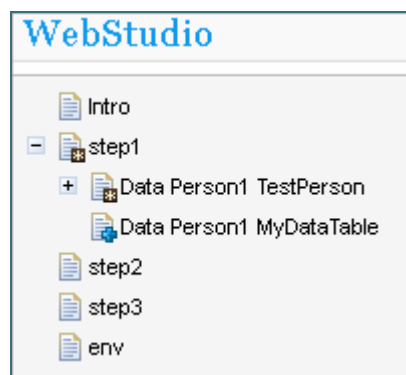 WebStudio
Intro
step1
Data Person1 TestPerson
Data Person1 MyDataTable
step2
step3
env